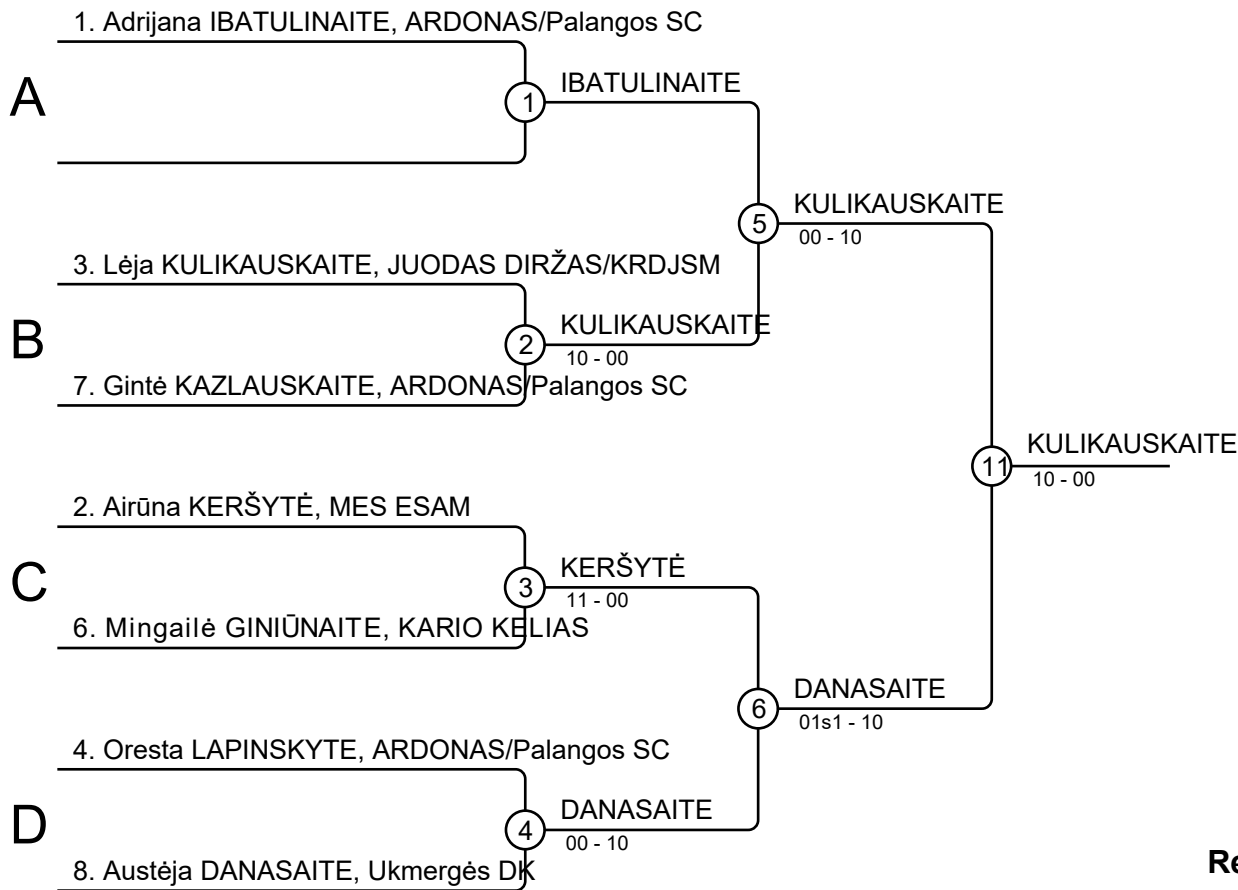 1. Adrijana IBATULINAITE, ARDONAS/Palangos SC
A
1
IBATULINAITE
5
KULIKAUSKAITE
00 - 10
3. Lėja KULIKAUSKAITE, JUODAS DIRŽAS/KRDJSM
B
2
KULIKAUSKAITE
10 - 00
7. Gintė KAZLAUSKAITE, ARDONAS/Palangos SC
11
KULIKAUSKAITE
10 - 00
2. Airūna KERŠYTĖ, MES ESAM
C
3
KERŠYTĖ
11 - 00
6. Mingailė GINIŪNAITE, KARIO KELIAS
6
DANASAITE
01s1 - 10
4. Oresta LAPINSKYTE, ARDONAS/Palangos SC
D
4
DANASAITE
00 - 10
8. Austėja DANASAITE, Ukmergės DK